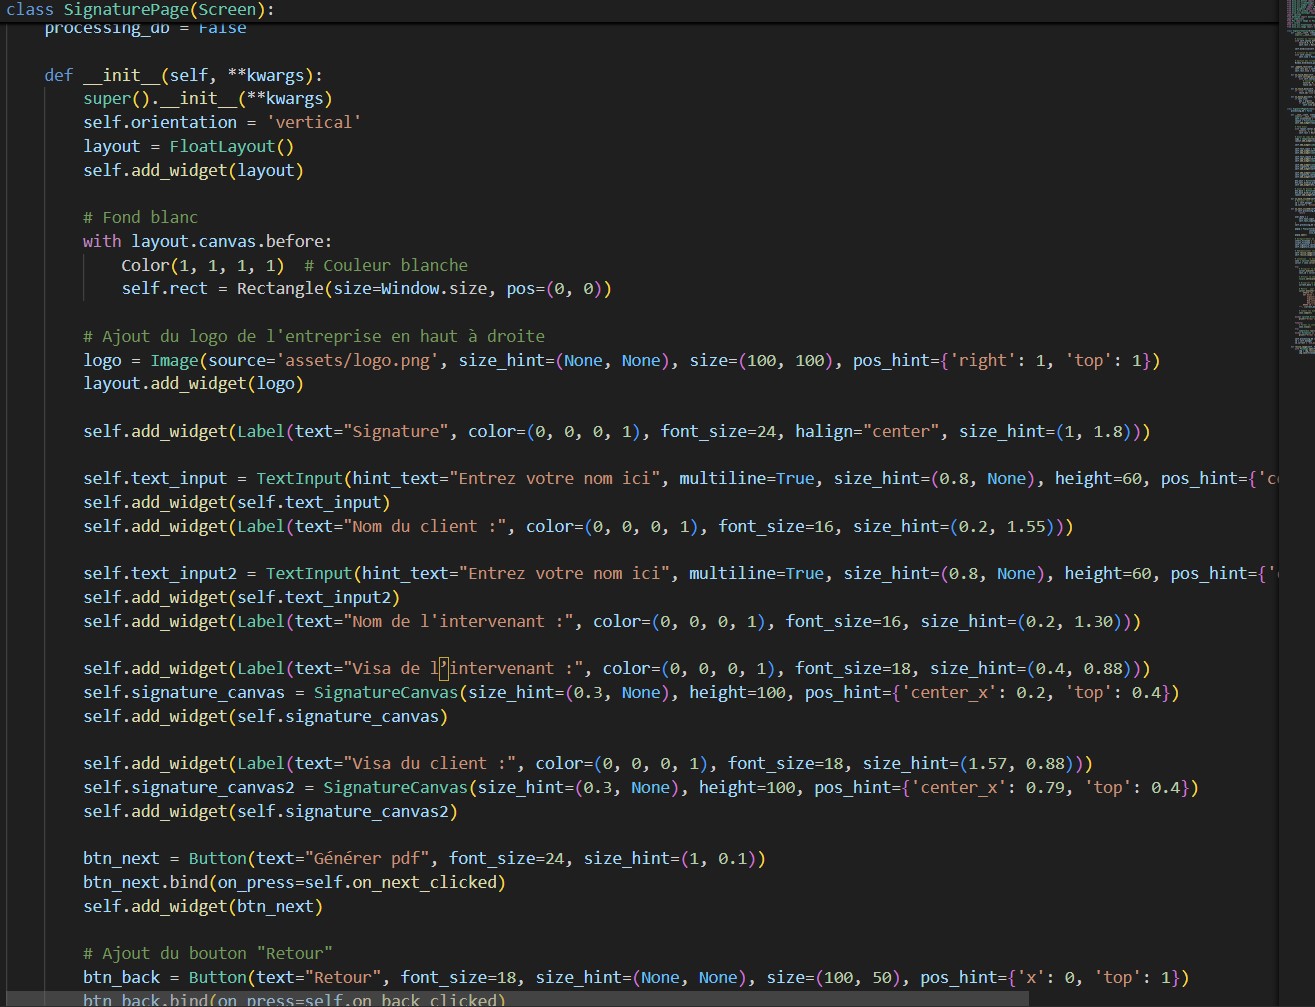 class SignaturePage(Screen):
processing_db = False
def __init__(self, **kwargs):
super().__init__(**kwargs)
self.orientation = 'vertical'
layout = FloatLayout()
self.add_widget(layout)
# Fond blanc
with layout.canvas.before:
Color(1, 1, 1, 1)  # Couleur blanche
self.rect = Rectangle(size=Window.size, pos=(0, 0))
# Ajout du logo de l'entreprise en haut à droite
logo = Image(source='assets/logo.png', size_hint=(None, None), size=(100, 100), pos_hint={'right': 1, 'top': 1})
layout.add_widget(logo)
self.add_widget(Label(text="Signature", color=(0, 0, 0, 1), font_size=24, halign="center", size_hint=(1, 1.8)))
self.text_input = TextInput(hint_text="Entrez votre nom ici", multiline=True, size_hint=(0.8, None), height=60, pos_hint={'c
self.add_widget(self.text_input)
self.add_widget(Label(text="Nom du client :", color=(0, 0, 0, 1), font_size=16, size_hint=(0.2, 1.55)))
self.text_input2 = TextInput(hint_text="Entrez votre nom ici", multiline=True, size_hint=(0.8, None), height=60, pos_hint={'
self.add_widget(self.text_input2)
self.add_widget(Label(text="Nom de l'intervenant :", color=(0, 0, 0, 1), font_size=16, size_hint=(0.2, 1.30)))
self.add_widget(Label(text="Visa de l’intervenant :", color=(0, 0, 0, 1), font_size=18, size_hint=(0.4, 0.88)))
self.signature_canvas = SignatureCanvas(size_hint=(0.3, None), height=100, pos_hint={'center_x': 0.2, 'top': 0.4})
self.add_widget(self.signature_canvas)
self.add_widget(Label(text="Visa du client :", color=(0, 0, 0, 1), font_size=18, size_hint=(1.57, 0.88)))
self.signature_canvas2 = SignatureCanvas(size_hint=(0.3, None), height=100, pos_hint={'center_x': 0.79, 'top': 0.4})
self.add_widget(self.signature_canvas2)
btn_next = Button(text="Générer pdf", font_size=24, size_hint=(1, 0.1))
btn_next.bind(on_press=self.on_next_clicked)
self.add_widget(btn_next)
# Ajout du bouton "Retour"
btn_back = Button(text="Retour", font_size=18, size_hint=(None, None), size=(100, 50), pos_hint={'x': 0, 'top': 1})
btn_back.bind(on_press=self.on_back_clicked)